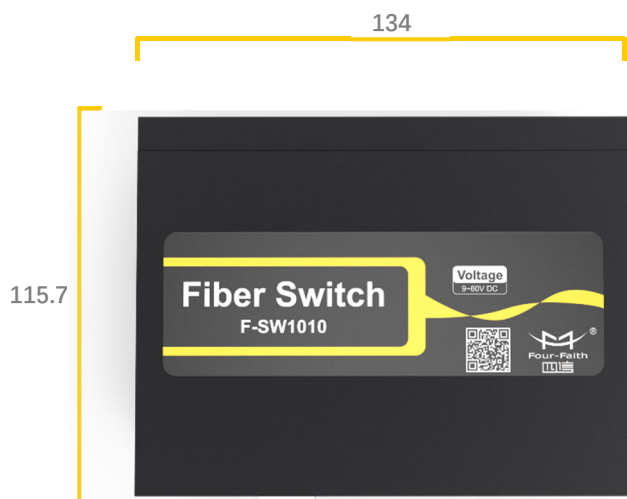 134
115.7
Fiber Switch
F-SW1010
Voltage
9~60V DC
®
Four-Faith
四信